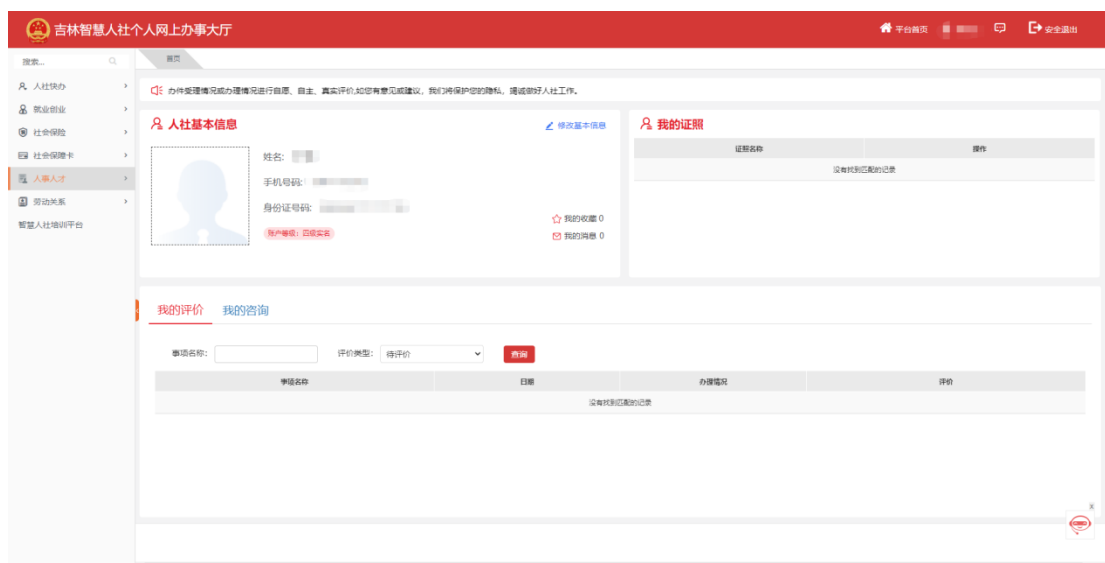 吉林智慧人社个人网上办事大厅
平台首页
安全退出
搜索...
首页
人社快办
就业创业
社会保险
社会保障卡
人事人才
劳动关系
智慧人社培训平台
办件受理情况或办理情况进行自愿、自主、真实评价,如您有意见或建议，我们将保护您的隐私，竭诚做好人社工作。
人社基本信息
修改基本信息
姓名:
手机号码:
身份证号码:
账户等级：四级实名
我的收藏 0
我的消息 0
我的证照
证照名称 操作
没有找到匹配的记录
我的评价 我的咨询
事项名称: 评价类型: 待评价 查询
事项名称 日期 办理情况 评价
没有找到匹配的记录
x